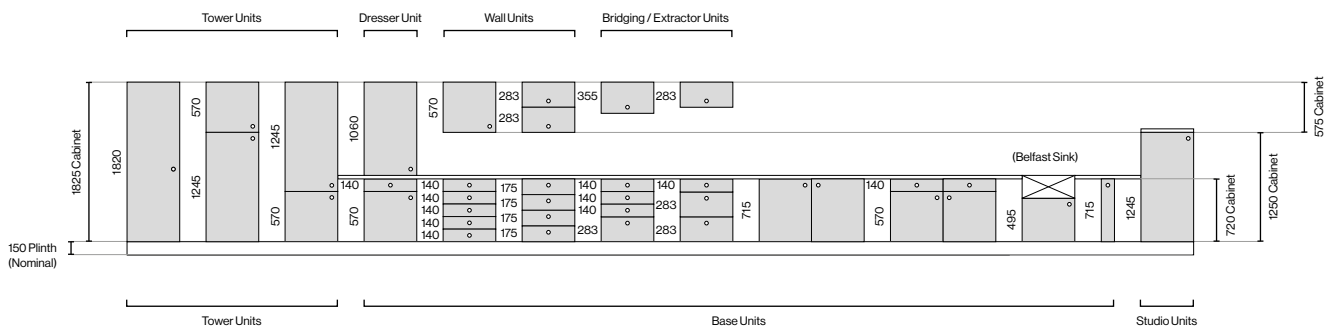 Tower Units
Dresser Unit
Wall Units
Bridging / Extractor Units
1825 Cabinet
1820
570
1245
1245
570
1060
140
570
570
283
283
355
283
575 Cabinet
(Belfast Sink)
140
140
140
140
140
175
175
175
175
283
140
140
140
283
140
283
283
715
140
570
495
715
1245
720 Cabinet
1250 Cabinet
150 Plinth
(Nominal)
Tower Units
Base Units
Studio Units